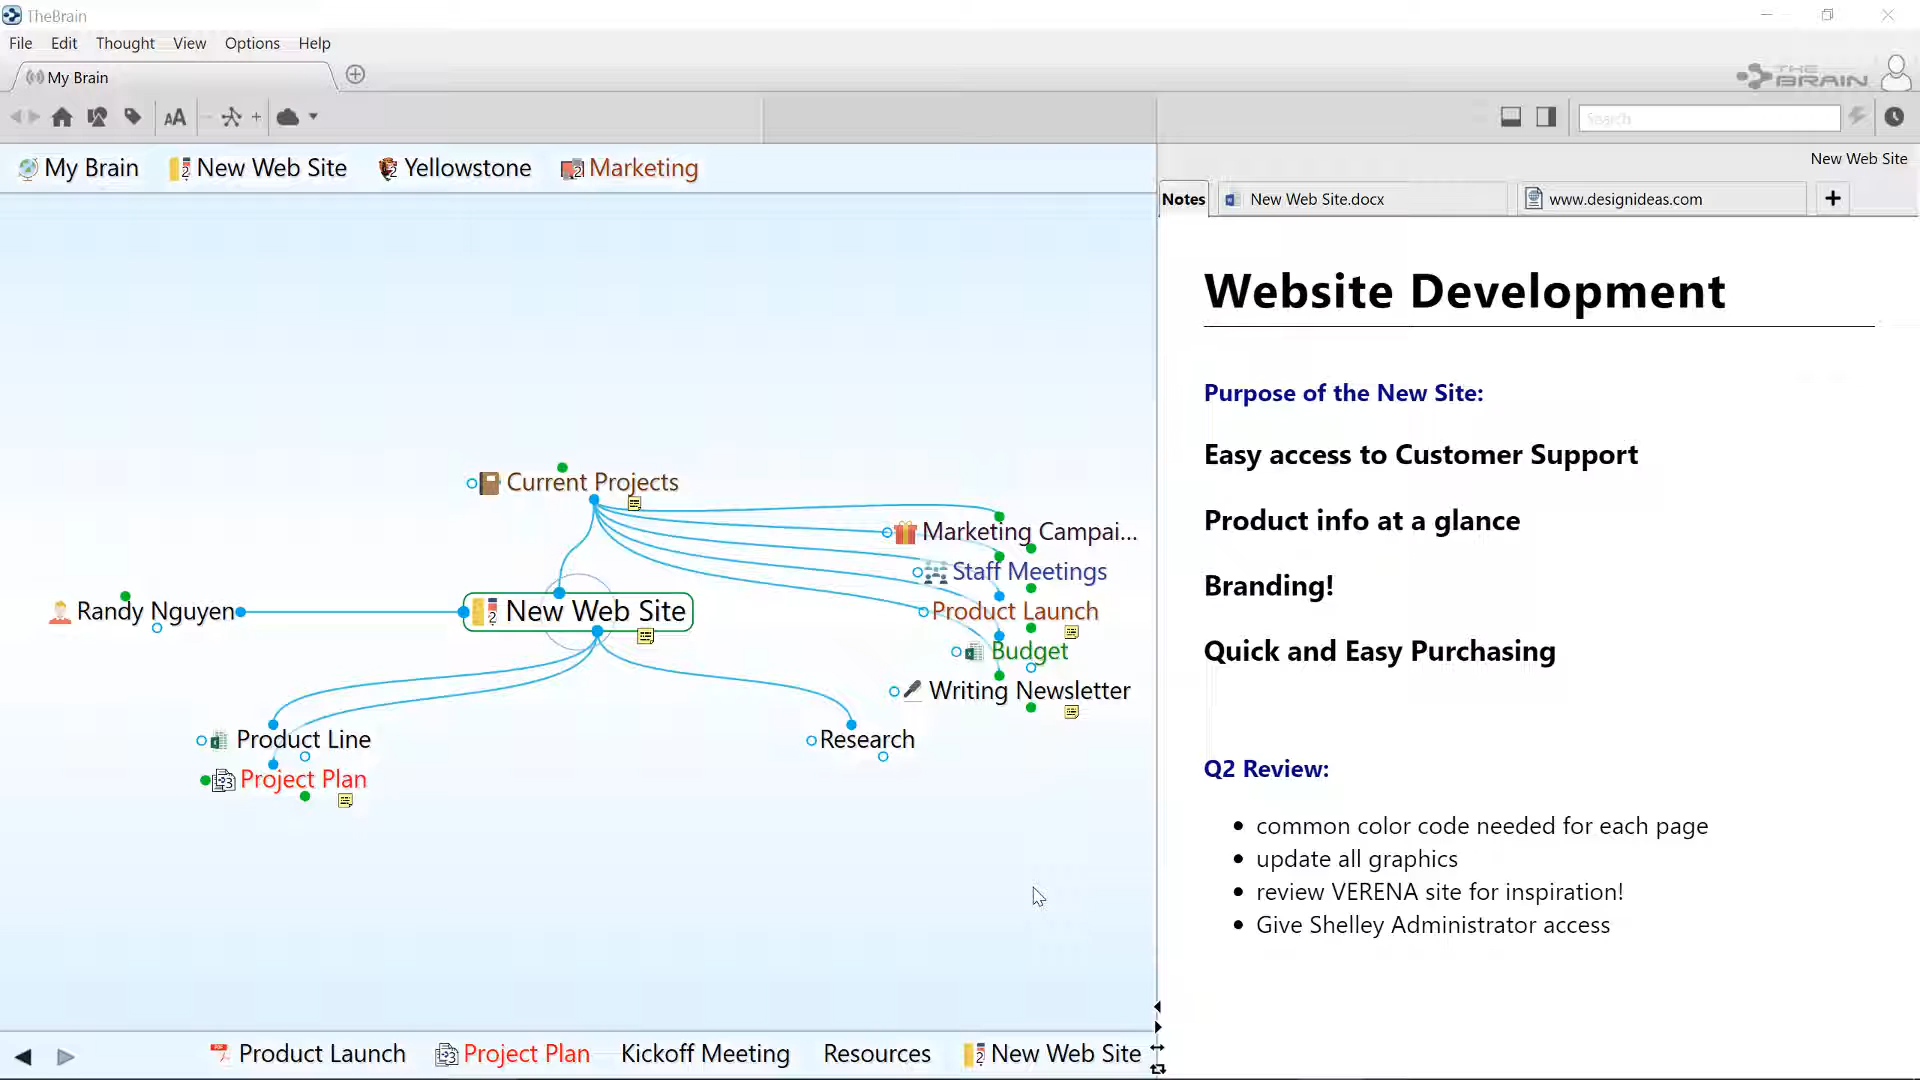 TheBrain
File Edit Thought View Options Help
My Brain
THE BRAIN
AA
Search
My Brain New Web Site Yellowstone Marketing
New Web Site
Notes New Web Site.docx www.designideas.com +
Website Development
Purpose of the New Site:
Easy access to Customer Support
Product info at a glance
Branding!
Quick and Easy Purchasing
Q2 Review:
• common color code needed for each page
• update all graphics
• review VERENA site for inspiration!
• Give Shelley Administrator access
Current Projects
Marketing Campai...
Staff Meetings
Randy Nguyen
New Web Site
Product Launch
Budget
Writing Newsletter
Product Line
Research
Project Plan
Product Launch Project Plan Kickoff Meeting Resources New Web Site